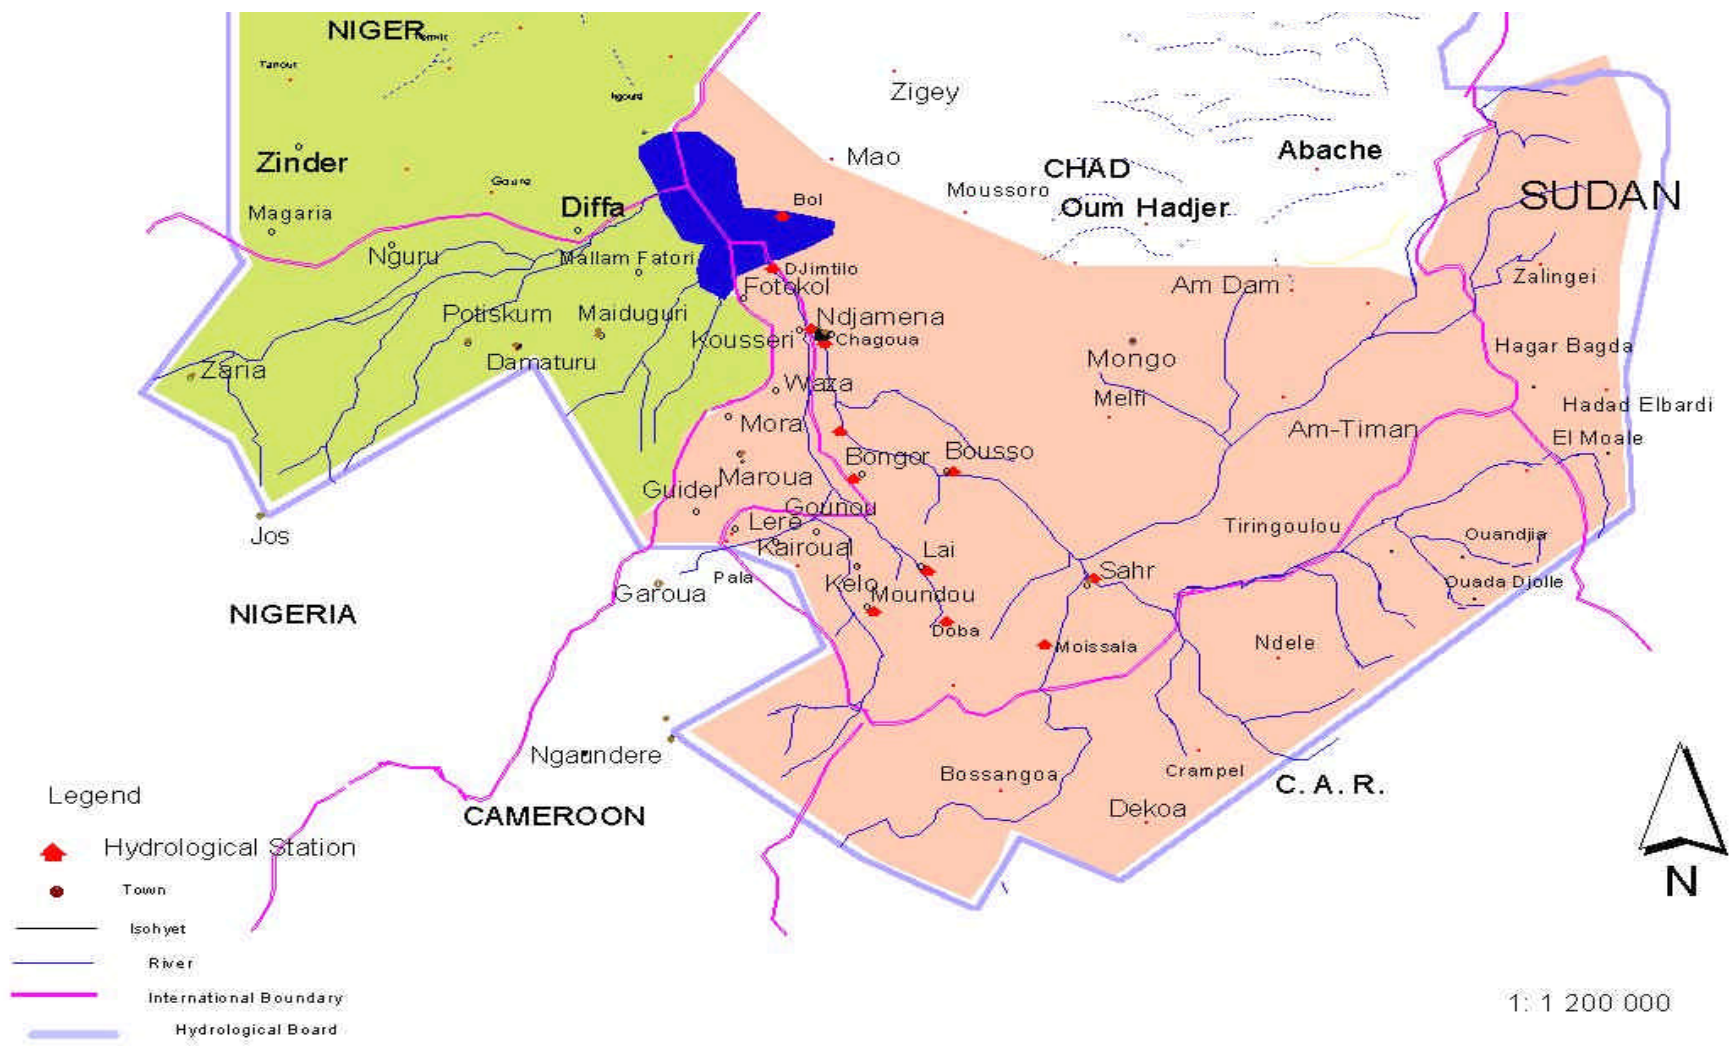 NIGER
Tanout
Ngouré
Zigey
Zinder
Mao
Abache
CHAD
Goure
Moussoro
SUDAN
Magaria
Diffa
Bol
Oum Hadjer
Nguru
Mallam Fatori
DJimtilo
Fotokol
Am Dam
Zalingei
Potiskum
Maiduguri
Ndjamena
Kousseri
Chagoua
Hagar Bagda
Damaturu
Mongo
Zaria
Waza
Melfi
Hadad Elbardi
Mora
Am-Timan
El Moale
Bongor
Bousso
Maroua
Guider
Gounou
Jos
Lere
Tiringoulou
Ouandjia
Kairoual
Lai
Pala
Kelo
Sahr
Ouada Djolle
Garoua
Moundou
NIGERIA
Doba
Moissala
Ndele
Ngaundere
Bossangoa
Crampel
C. A. R.
Legend
CAMEROON
Dekoa
Hydrological Station
Town
N
Isohyet
River
International Boundary
1: 1 200 000
Hydrological Board